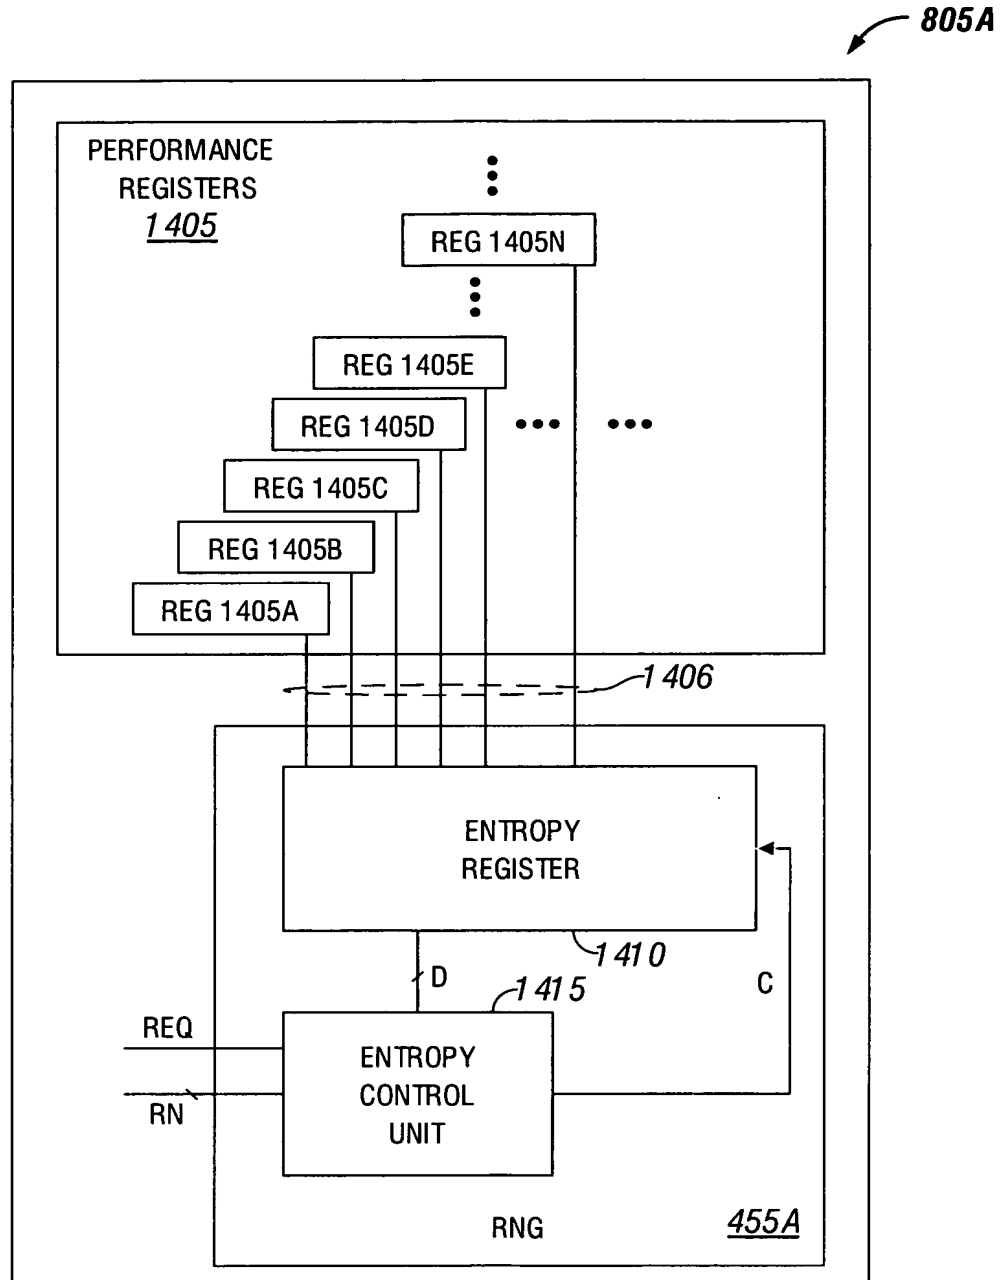 805A
PERFORMANCE
REGISTERS
1405
REG 1405N
REG 1405E
REG 1405D
REG 1405C
REG 1405B
REG 1405A
1406
ENTROPY
REGISTER
1410
D
C
1415
REQ
RN
ENTROPY
CONTROL
UNIT
RNG
455A